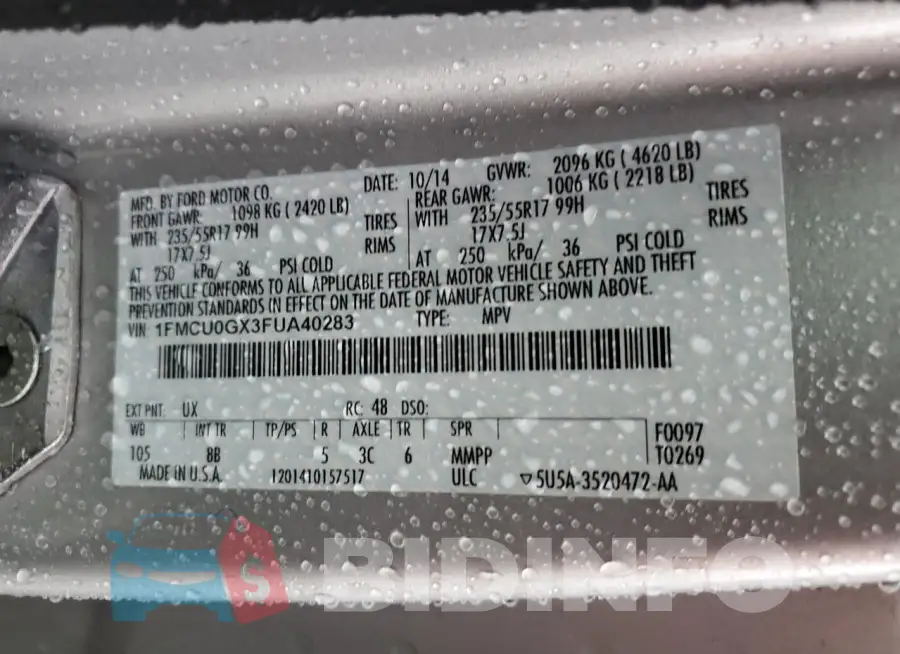 MFD. BY FORD MOTOR CO. DATE: 10/14 GVWR: 2096 KG ( 4620 LB)
FRONT GAWR: 1098 KG ( 2420 LB) REAR GAWR: 1006 KG ( 2218 LB)
WITH 235/55R17 99H TIRES WITH 235/55R17 99H TIRES
17X7.5J RIMS 17X7.5J RIMS
AT 250 kPa/ 36 PSI COLD AT 250 kPa/ 36 PSI COLD
THIS VEHICLE CONFORMS TO ALL APPLICABLE FEDERAL MOTOR VEHICLE SAFETY AND THEFT
PREVENTION STANDARDS IN EFFECT ON THE DATE OF MANUFACTURE SHOWN ABOVE.
VIN: 1FMCU0GX3FUA40283 TYPE: MPV
EXT PNT: UX RC: 48 DSO:
WB INT TR TP/PS R AXLE TR SPR F0097
105 8B 5 3C 6 MMPP T0269
MADE IN U.S.A. 1201410157517 ULC ▽5U5A-3520472-AA
$ BIDINFO